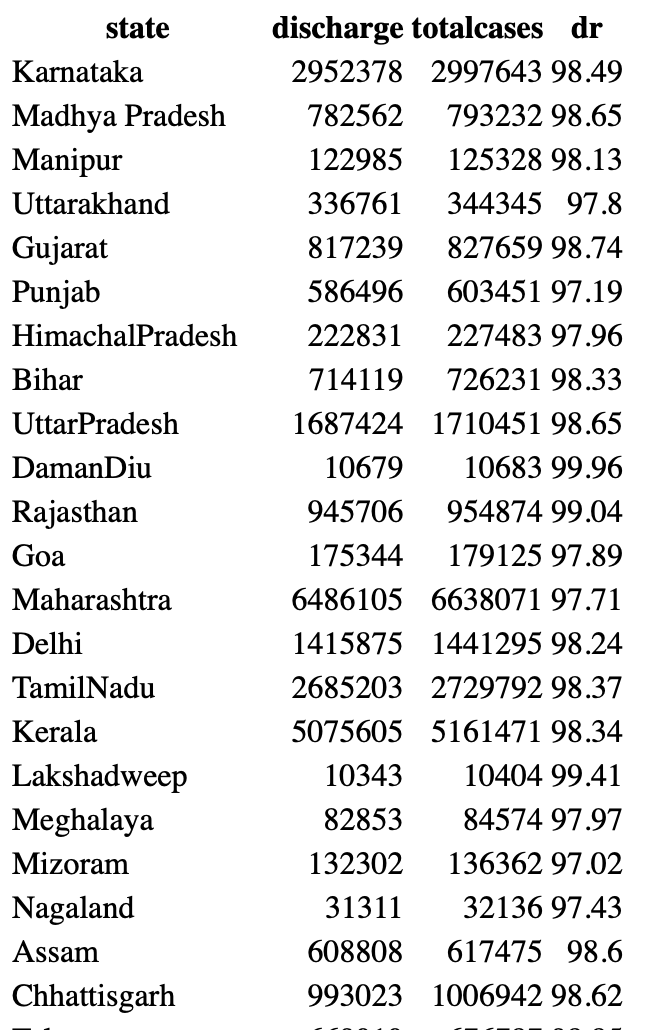 state discharge totalcases dr
Karnataka 2952378 2997643 98.49
Madhya Pradesh 782562 793232 98.65
Manipur 122985 125328 98.13
Uttarakhand 336761 344345 97.8
Gujarat 817239 827659 98.74
Punjab 586496 603451 97.19
HimachalPradesh 222831 227483 97.96
Bihar 714119 726231 98.33
UttarPradesh 1687424 1710451 98.65
DamanDiu 10679 10683 99.96
Rajasthan 945706 954874 99.04
Goa 175344 179125 97.89
Maharashtra 6486105 6638071 97.71
Delhi 1415875 1441295 98.24
TamilNadu 2685203 2729792 98.37
Kerala 5075605 5161471 98.34
Lakshadweep 10343 10404 99.41
Meghalaya 82853 84574 97.97
Mizoram 132302 136362 97.02
Nagaland 31311 32136 97.43
Assam 608808 617475 98.6
Chhattisgarh 993023 1006942 98.62